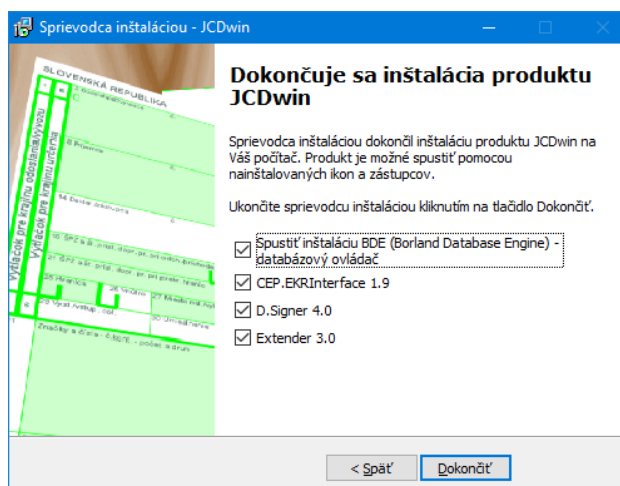 Sprievodca inštaláciou - JCDwin
SLOVENSKÁ REPUBLIKA
Výtlačok pre krajinu odoslania/vývozu
Výtlačok pre krajinu určenia
Dokončuje sa inštalácia produktu
JCDwin
Sprievodca inštaláciou dokončil inštaláciu produktu JCDwin na
Váš počítač. Produkt je možné spustiť pomocou
nainštalovaných ikon a zástupcov.
Ukončite sprievodcu inštaláciou kliknutím na tlačidlo Dokončiť.
Spustiť inštaláciu BDE (Borland Database Engine) -
databázový ovládač
CEP.EKRInterface 1.9
D.Signer 4.0
Extender 3.0
< Späť
Dokončiť